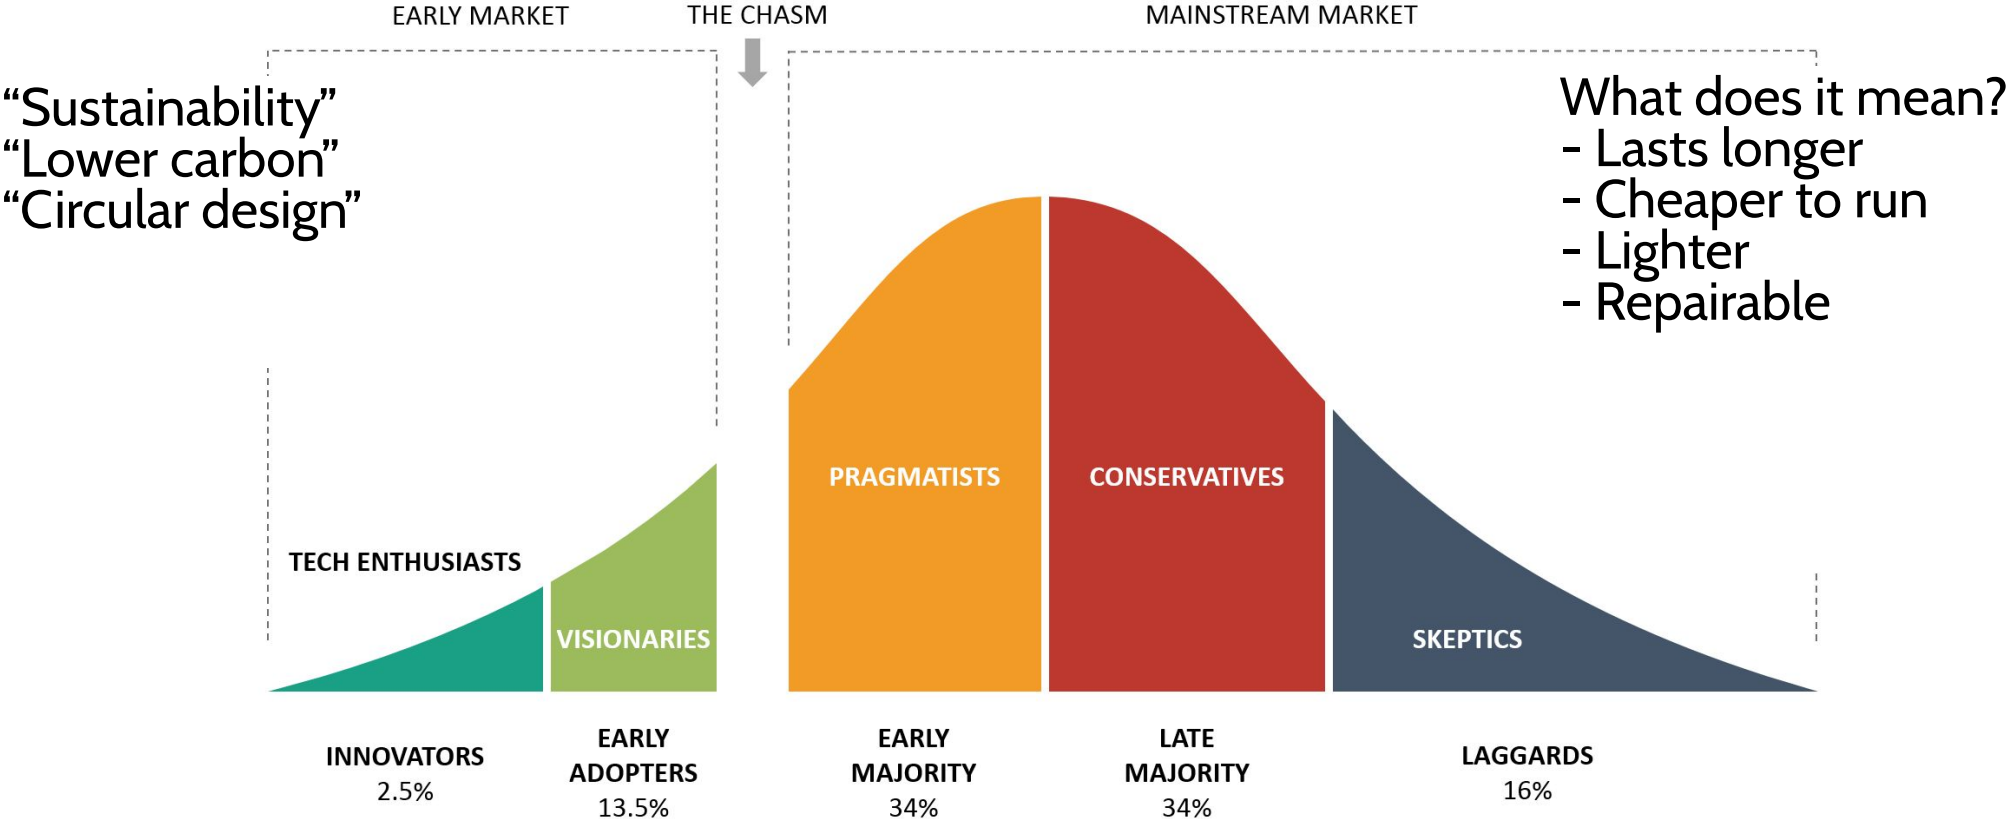 EARLY MARKET
THE CHASM
MAINSTREAM MARKET
“Sustainability”
“Lower carbon”
“Circular design”
What does it mean?
- Lasts longer
- Cheaper to run
- Lighter
- Repairable
TECH ENTHUSIASTS
VISIONARIES
PRAGMATISTS
CONSERVATIVES
SKEPTICS
INNOVATORS
2.5%
EARLY
ADOPTERS
13.5%
EARLY
MAJORITY
34%
LATE
MAJORITY
34%
LAGGARDS
16%